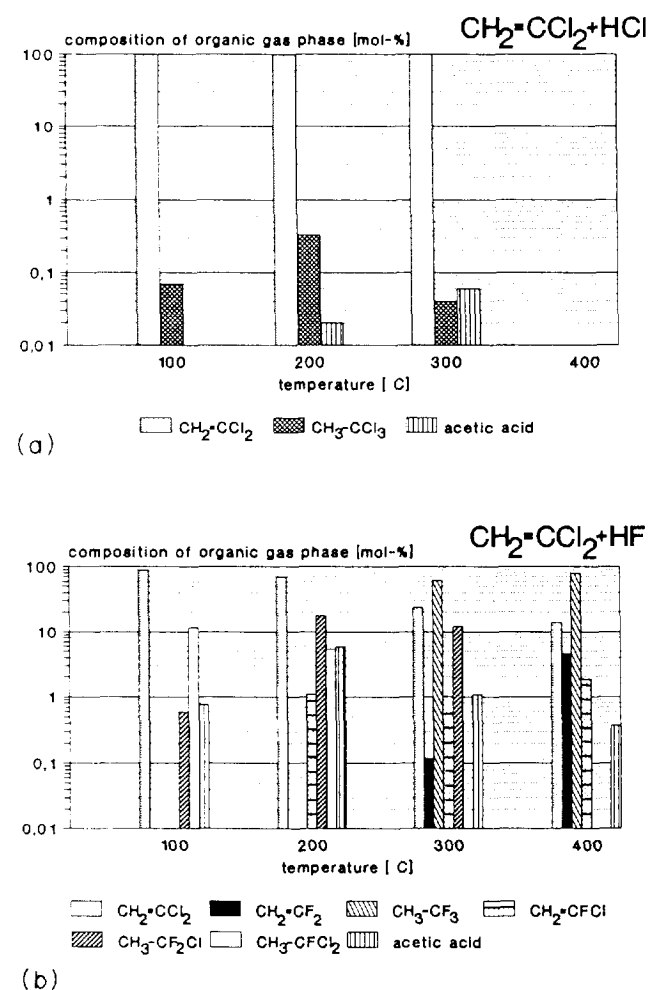 CH₂=CCl₂+HCl
composition of organic gas phase [mol-%]
100
10
1
0,1
0,01
100 200 300 400
temperature [ C]
CH₂=CCl₂ CH₃-CCl₃ acetic acid
(a)
CH₂=CCl₂+HF
composition of organic gas phase [mol-%]
100
10
1
0,1
0,01
100 200 300 400
temperature [ C]
CH₂=CCl₂ CH₂=CF₂ CH₃-CF₃ CH₂=CFCl
CH₃-CF₂Cl CH₃-CFCl₂ acetic acid
(b)